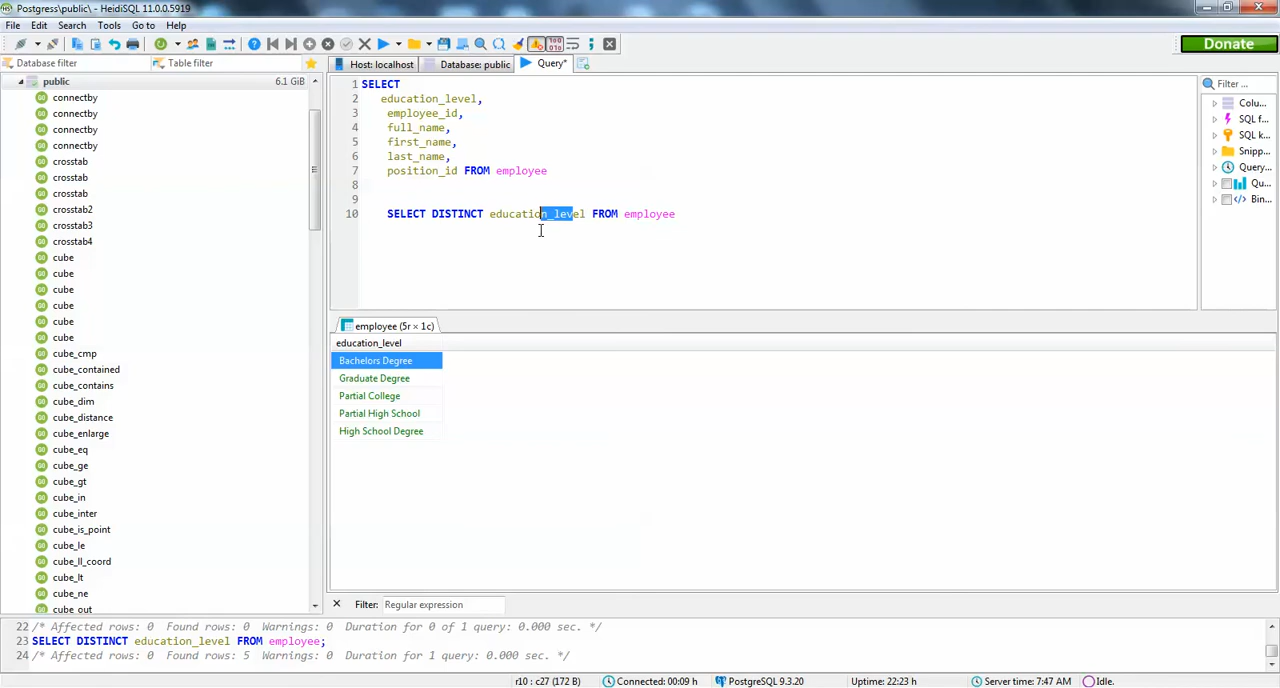 Postgress\public\ - HeidiSQL 11.0.0.5919
File Edit Search Tools Go to Help
Donate
Database filter
Table filter
Host: localhost
Database: public
Query*
Filter ...
public
6.1 GiB
connectby
connectby
connectby
connectby
crosstab
crosstab
crosstab
crosstab2
crosstab3
crosstab4
cube
cube
cube
cube
cube
cube
cube_cmp
cube_contained
cube_contains
cube_dim
cube_distance
cube_enlarge
cube_eq
cube_ge
cube_gt
cube_in
cube_inter
cube_is_point
cube_le
cube_ll_coord
cube_lt
cube_ne
cube_out
1 SELECT
2 education_level,
3 employee_id,
4 full_name,
5 first_name,
6 last_name,
7 position_id FROM employee
8
9
10 SELECT DISTINCT education_level FROM employee
Colu...
SQL f...
SQL k...
Snipp...
Query...
Qu...
Bin...
employee (5r × 1c)
education_level
Bachelors Degree
Graduate Degree
Partial College
Partial High School
High School Degree
Filter: Regular expression
22 /* Affected rows: 0 Found rows: 0 Warnings: 0 Duration for 0 of 1 query: 0.000 sec. */
23 SELECT DISTINCT education_level FROM employee;
24 /* Affected rows: 0 Found rows: 5 Warnings: 0 Duration for 1 query: 0.000 sec. */
r10 : c27 (172 B)
Connected: 00:09 h
PostgreSQL 9.3.20
Uptime: 22:23 h
Server time: 7:47 AM
Idle.